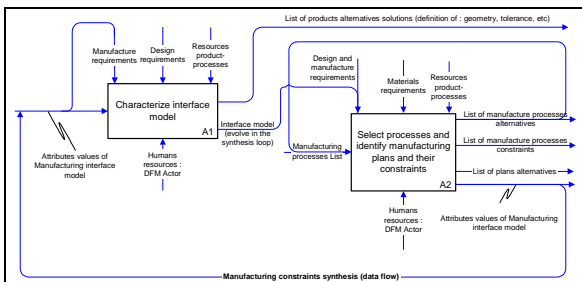 List of products alternatives solutions (definition of : geometry, tolerance, etc)
Manufacture
requirements
Design
requirements
Resources
product-
processes
Characterize interface
model
A1
Attributes values of
Manufacturing interface
model
Humans
resources :
DFM Actor
Interface model
(evolve in the
synthesis loop)
Design and
manufacture
requirements
Materials
requirements
Resources
product-
processes
Manufacturing
processes List
Select processes and
identify manufacturing
plans and their
constraints
A2
List of manufacture processes
alternatives
List of manufacture processes
constraints
List of plans alternatives
Humans
resources :
DFM Actor
Attributes values of Manufacturing
interface model
Manufacturing constraints synthesis (data flow)